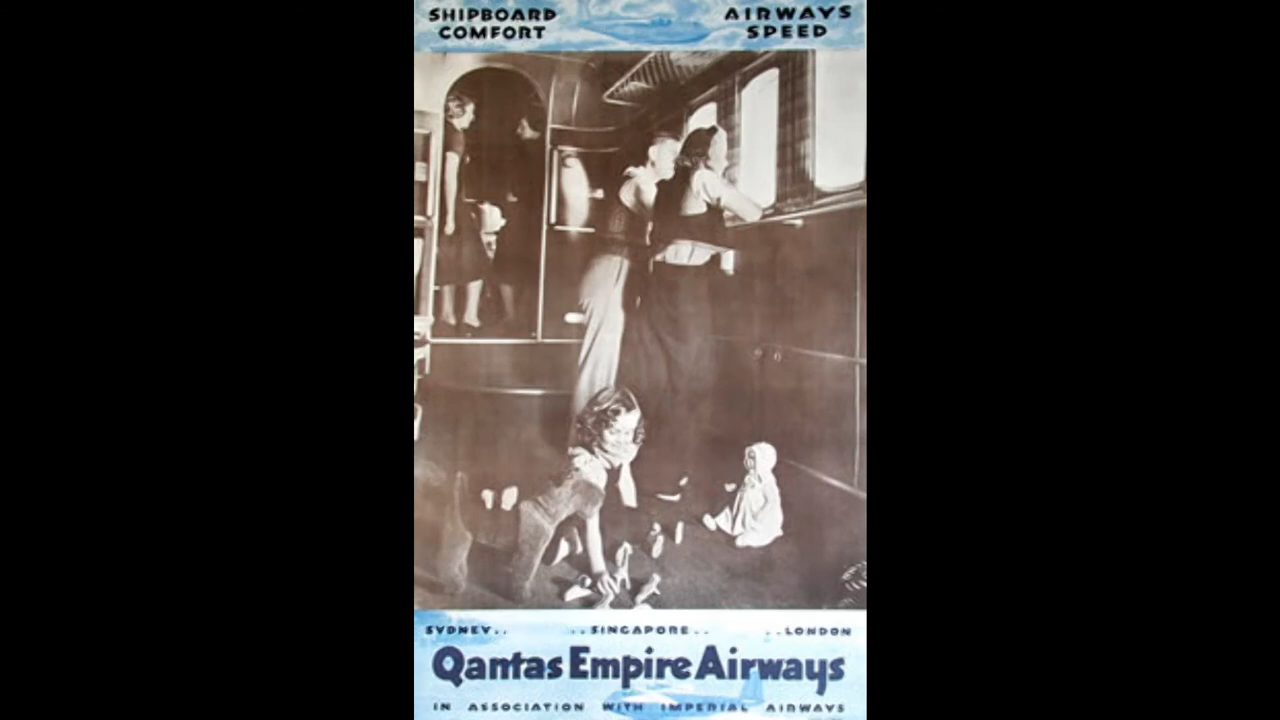 SHIPBOARD COMFORT
AIRWAYS SPEED
SYDNEY.. ..SINGAPORE.. ..LONDON
Qantas Empire Airways
IN ASSOCIATION WITH IMPERIAL AIRWAYS